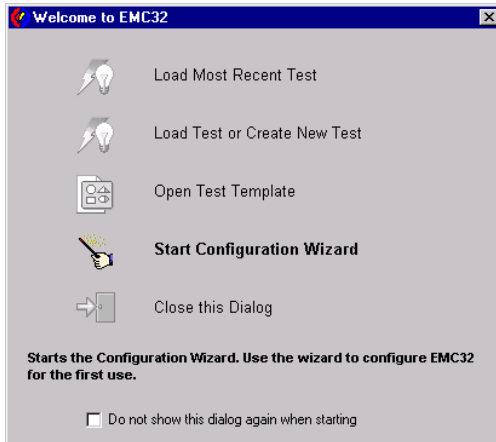 Welcome to EMC32
Load Most Recent Test
Load Test or Create New Test
Open Test Template
Start Configuration Wizard
Close this Dialog
Starts the Configuration Wizard. Use the wizard to configure EMC32
for the first use.
Do not show this dialog again when starting